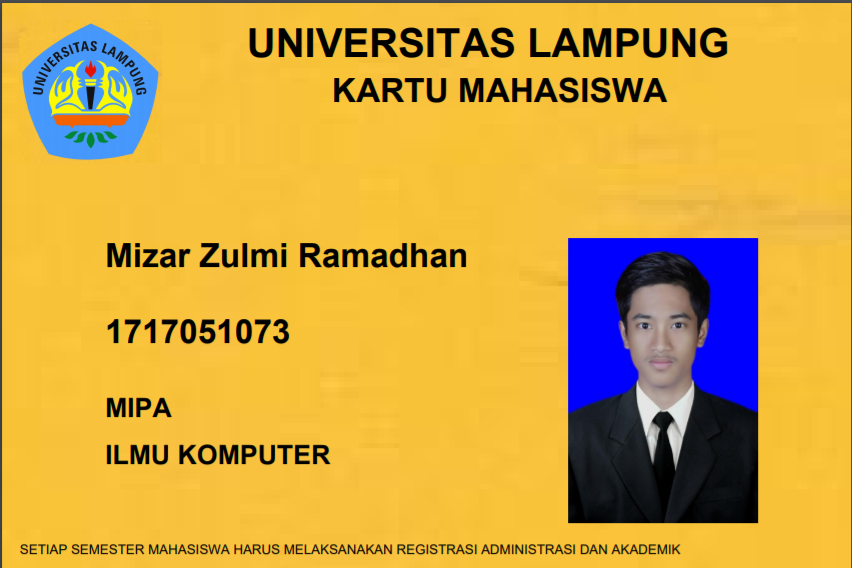 UNIVERSITAS LAMPUNG
UNIVERSITAS LAMPUNG
KARTU MAHASISWA
Mizar Zulmi Ramadhan
1717051073
MIPA
ILMU KOMPUTER
SETIAP SEMESTER MAHASISWA HARUS MELAKSANAKAN REGISTRASI ADMINISTRASI DAN AKADEMIK